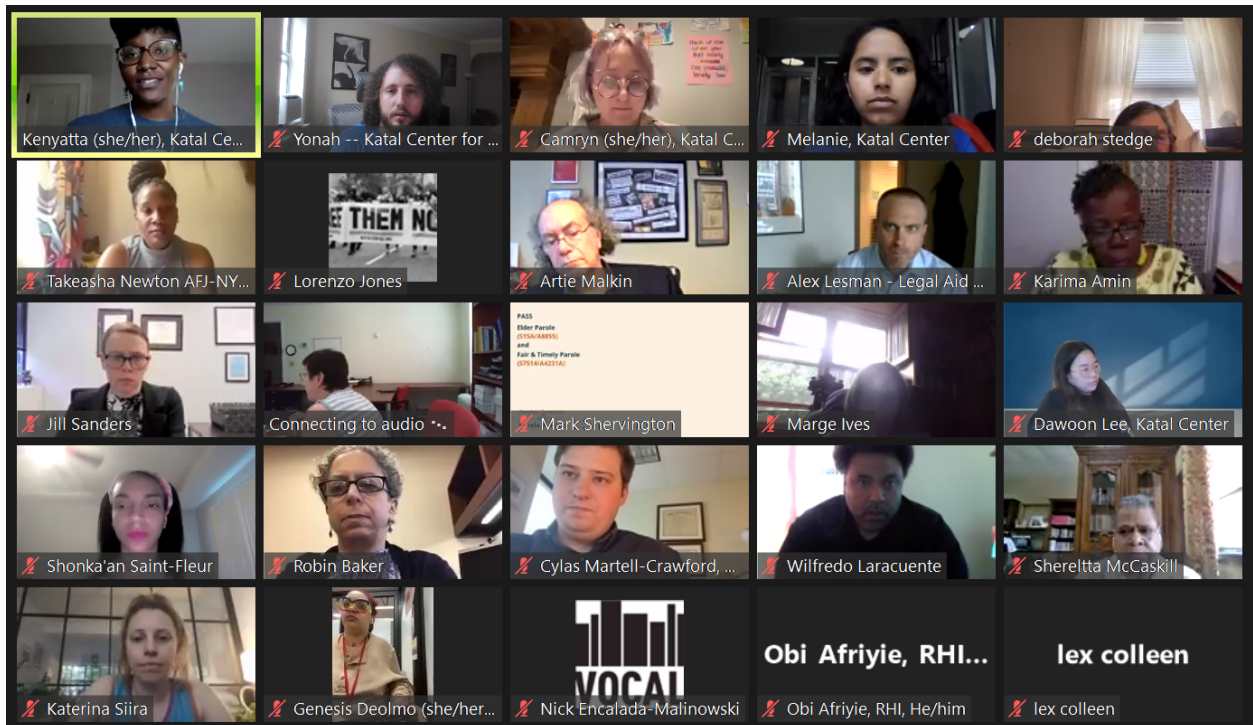 Kenyatta (she/her), Katal Ce...
Yonah -- Katal Center for ...
Camryn (she/her), Katal C...
Melanie, Katal Center
deborah stedge
Takeasha Newton AFJ-NY...
EE THEM NO
Lorenzo Jones
Artie Malkin
Alex Lesman - Legal Aid ...
Karima Amin
Jill Sanders
Connecting to audio
PASS
Elder Parole
(S15A/A8855)
and
Fair & Timely Parole
(S7514/A4231A)
Mark Shervington
Marge Ives
Dawoon Lee, Katal Center
Shonka'an Saint-Fleur
Robin Baker
Cylas Martell-Crawford, ...
Wilfredo Laracuente
Shereltta McCaskill
Katerina Siira
Genesis Deolmo (she/her...
VOCAL
Nick Encalada-Malinowski
Obi Afriyie, RHI...
Obi Afriyie, RHI, He/him
lex colleen
lex colleen